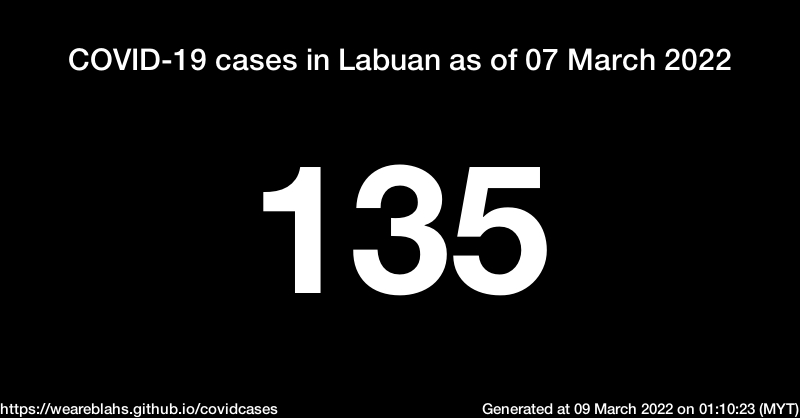 COVID-19 cases in Labuan as of 07 March 2022
135
https://weareblahs.github.io/covidcases
Generated at 09 March 2022 on 01:10:23 (MYT)